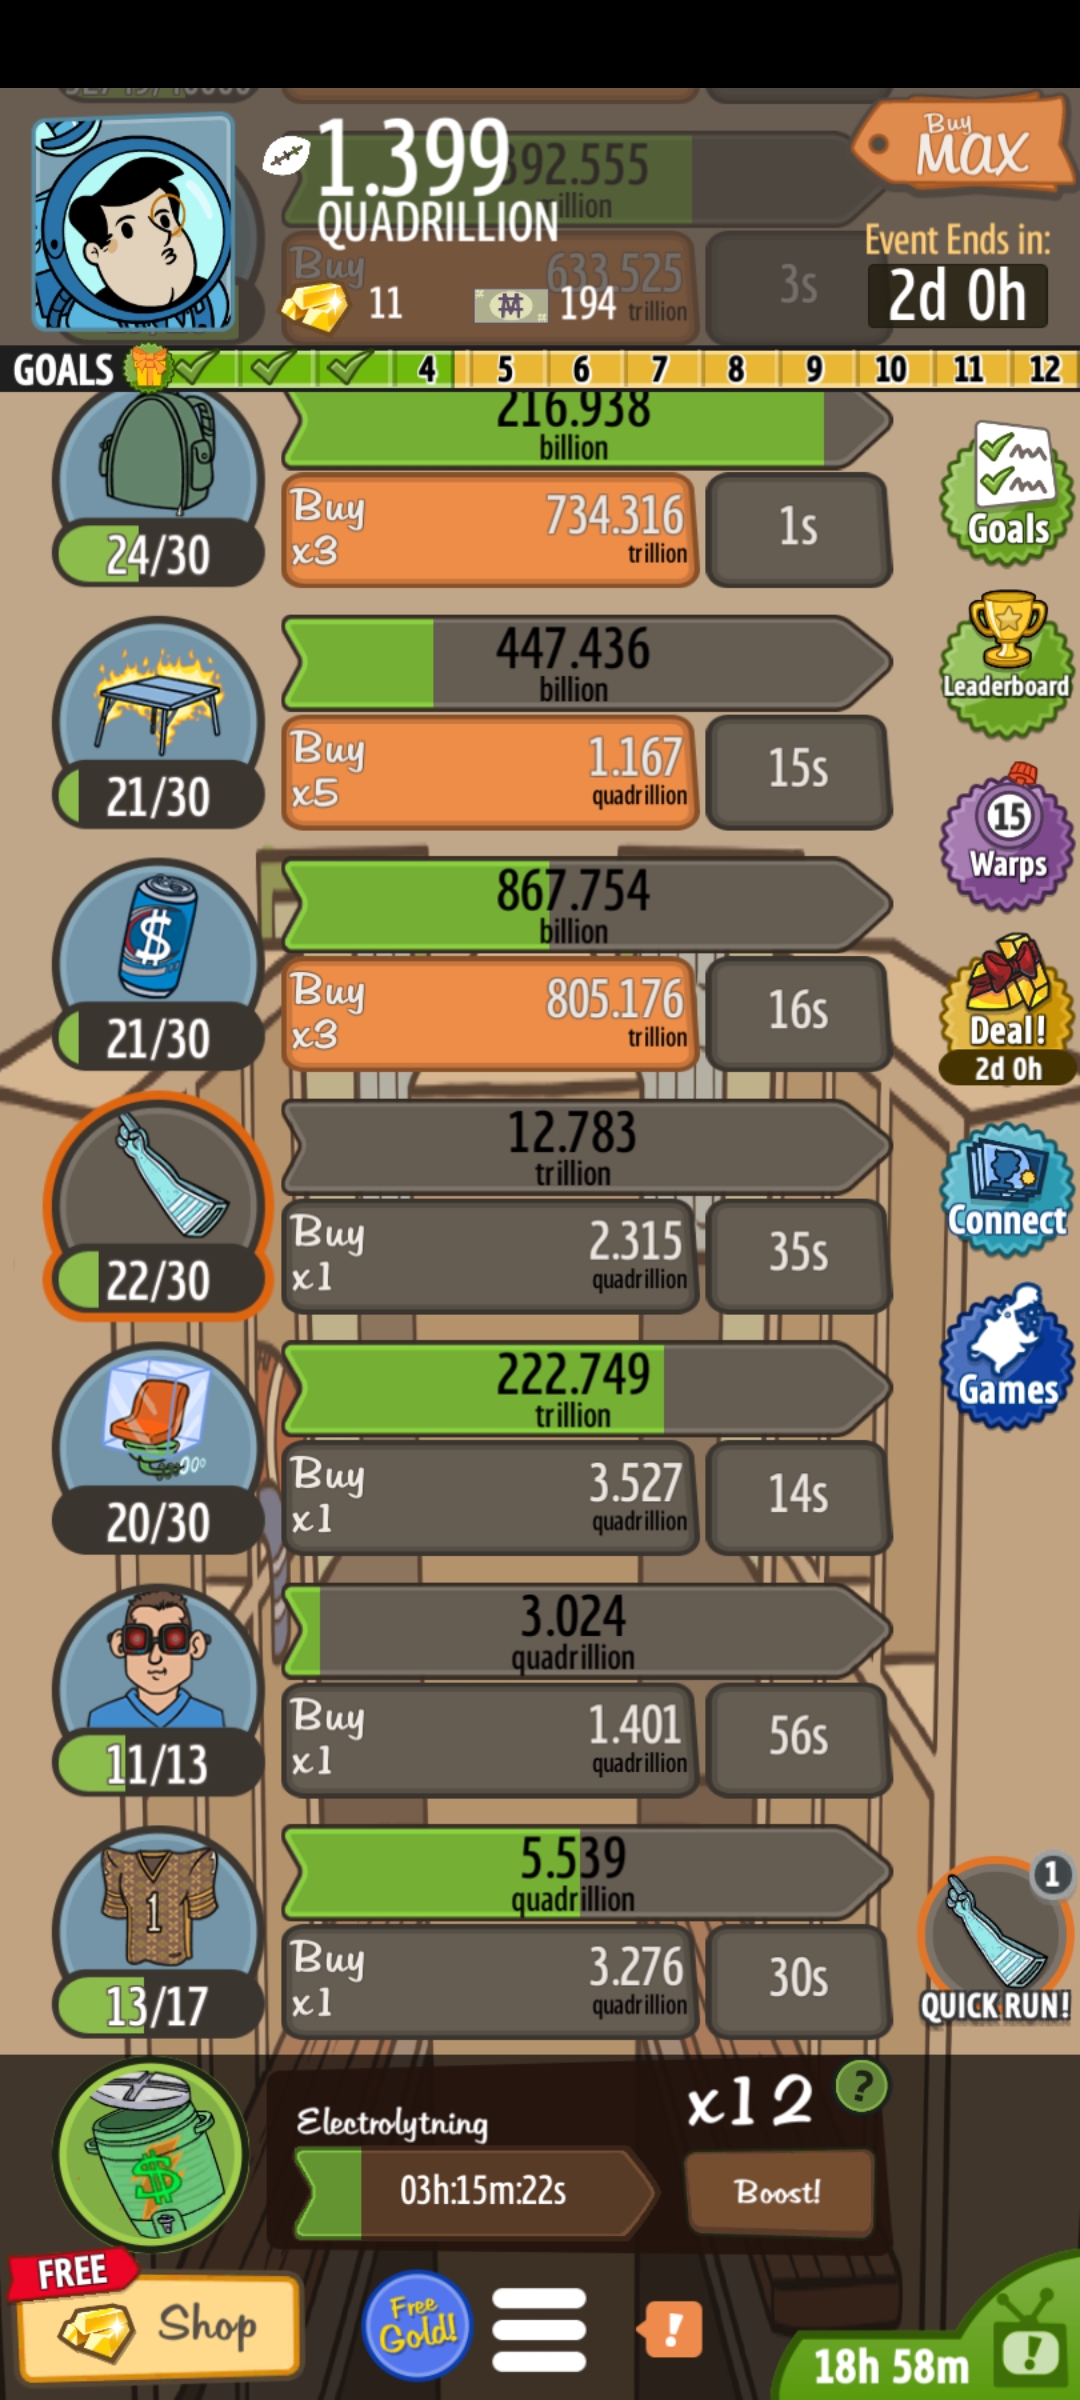 1.399
QUADRILLION
392.555
Buy
MAX
Buy
633.525
trillion
3s
11
194
Event Ends in:
2d 0h
GOALS
4 5 6 7 8 9 10 11 12
216.938
billion
24/30
Buy
x3
734.316
trillion
1s
Goals
447.436
billion
21/30
Buy
x5
1.167
quadrillion
15s
Leaderboard
867.754
billion
21/30
Buy
x3
805.176
trillion
16s
15
Warps
Deal!
2d 0h
12.783
trillion
22/30
Buy
x1
2.315
quadrillion
35s
Connect
222.749
trillion
20/30
Buy
x1
3.527
quadrillion
14s
Games
3.024
quadrillion
11/13
Buy
x1
1.401
quadrillion
56s
1
5.539
quadrillion
13/17
Buy
x1
3.276
quadrillion
30s
1
QUICK RUN!
Electrolytning
03h:15m:22s
x12
?
Boost!
FREE
Shop
Free
Gold!
!
18h 58m
!